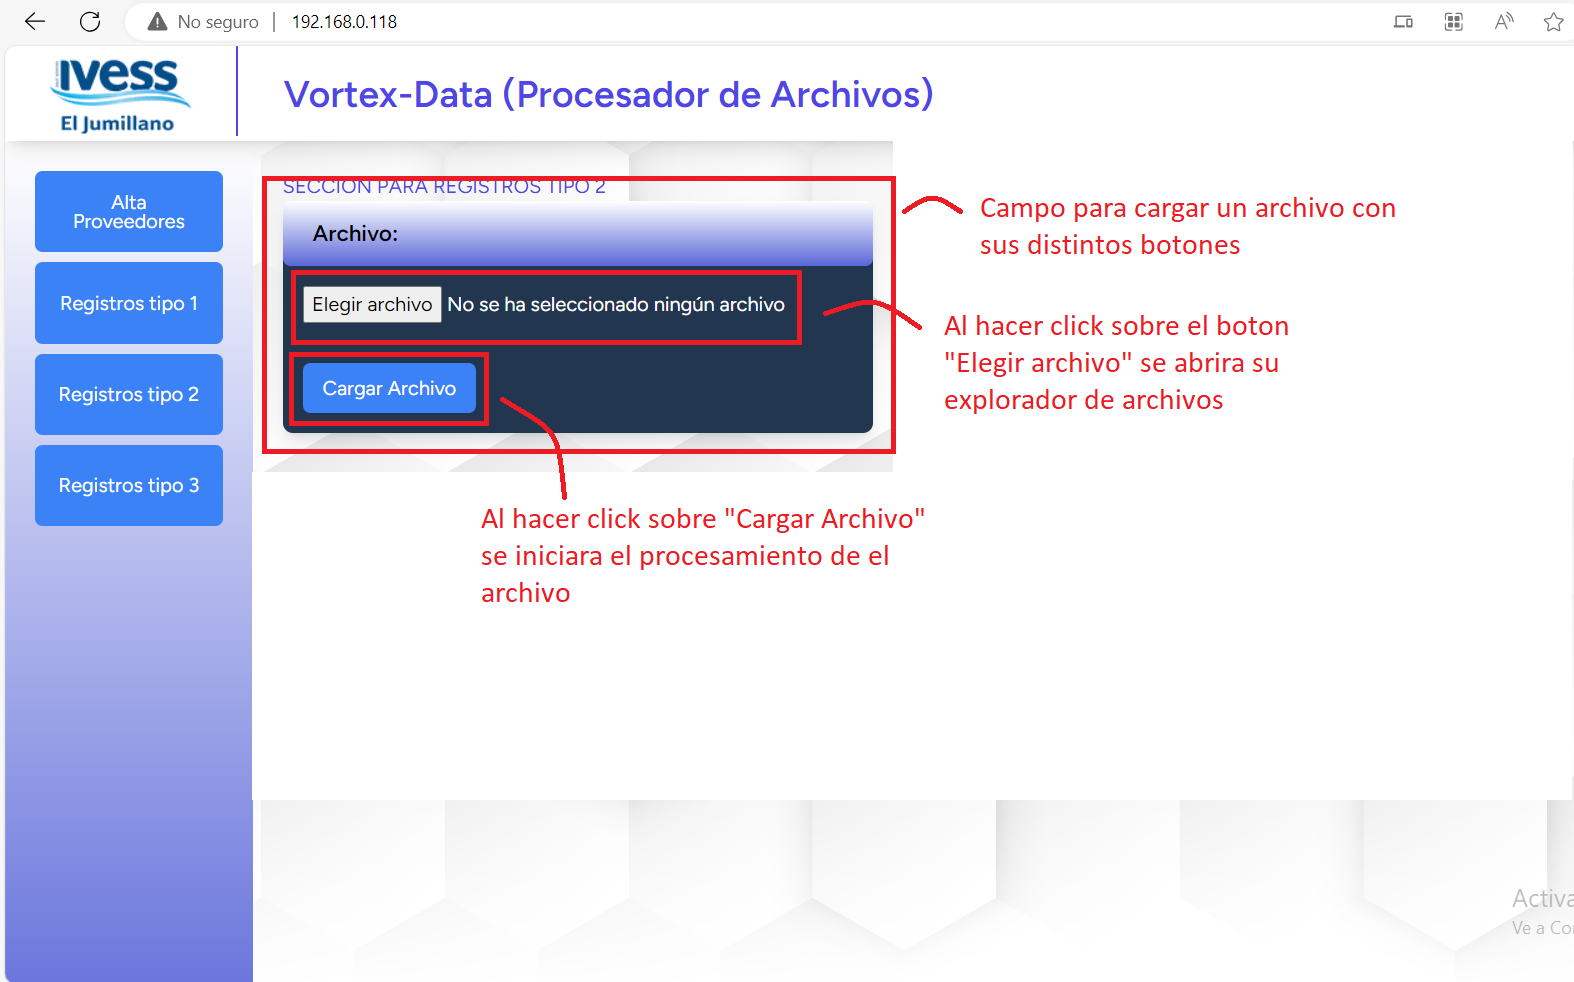 No seguro
192.168.0.118
IVESS
El Jumillano
Vortex-Data (Procesador de Archivos)
Alta
Proveedores
Registros tipo 1
Registros tipo 2
Registros tipo 3
SECCION PARA REGISTROS TIPO 2
Archivo:
Elegir archivo No se ha seleccionado ningún archivo
Cargar Archivo
Campo para cargar un archivo con
sus distintos botones
Al hacer click sobre el boton
"Elegir archivo" se abrira su
explorador de archivos
Al hacer click sobre "Cargar Archivo"
se iniciara el procesamiento de el
archivo
Activa
Ve a Co